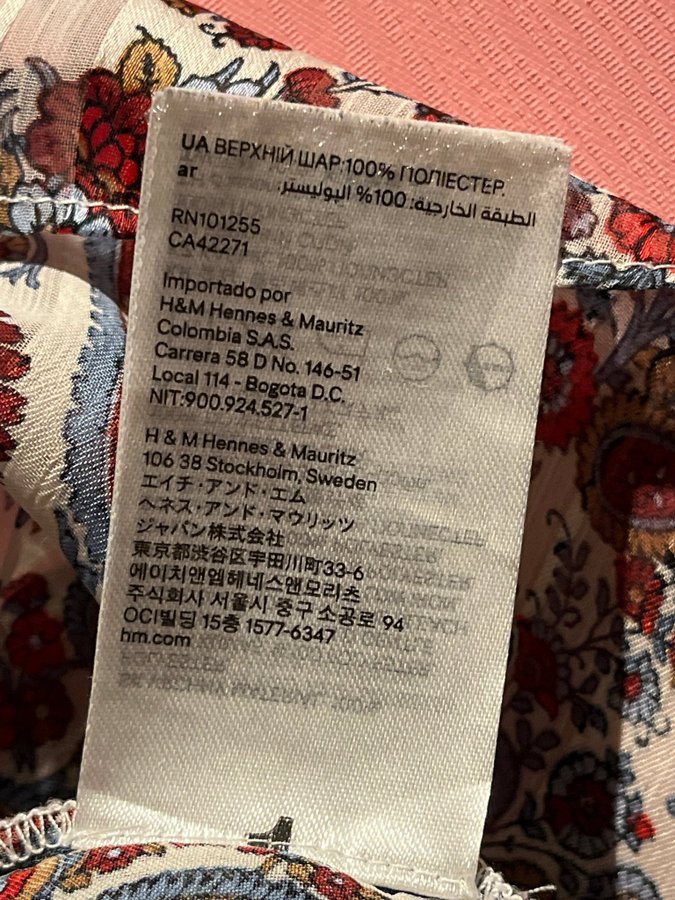 UA ВЕРХНІЙ ШАР:100% ПОЛІЕСТЕР.
ar
الطبقة الخارجية: 100% البوليستر.
RN101255
CA42271
Importado por
H&M Hennes & Mauritz
Colombia S.A.S.
Carrera 58 D No. 146-51
Local 114 - Bogota D.C.
NIT:900.924.527-1
H & M Hennes & Mauritz
106 38 Stockholm, Sweden
エイチ・アンド・エム
ヘネス・アンド・マウリッツ
ジャパン株式会社
東京都渋谷区宇田川町33-6
에이치앤엠헤네스앤모리츠
주식회사 서울시 중구 소공로 94
OCI빌딩 15층 1577-6347
hm.com